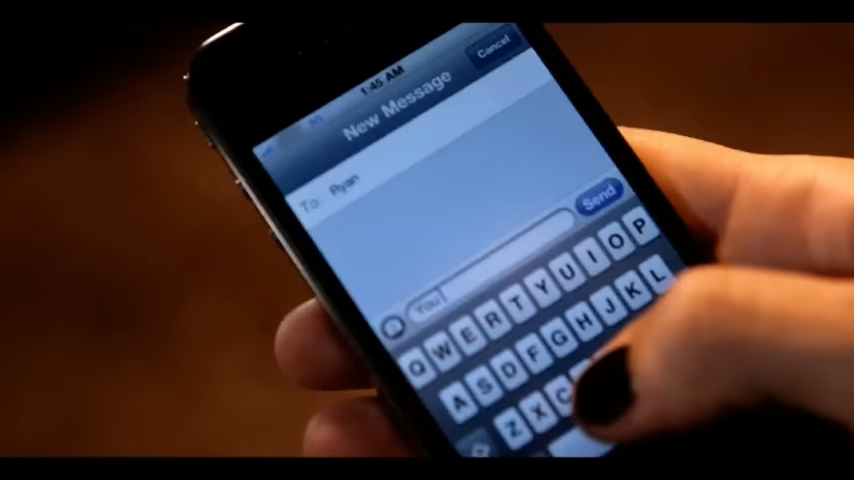 1:45 AM
New Message
Cancel
To: Ryan
You
Send
Q W E R T Y U I O P
A S D F G H J K L
Z X C